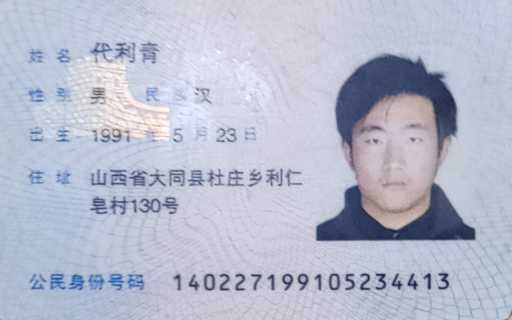 姓名 代利青
性别 男 民族 汉
出生 1991 年 5 月 23 日
住址 山西省大同县杜庄乡利仁
皂村130号
公民身份号码 140227199105234413